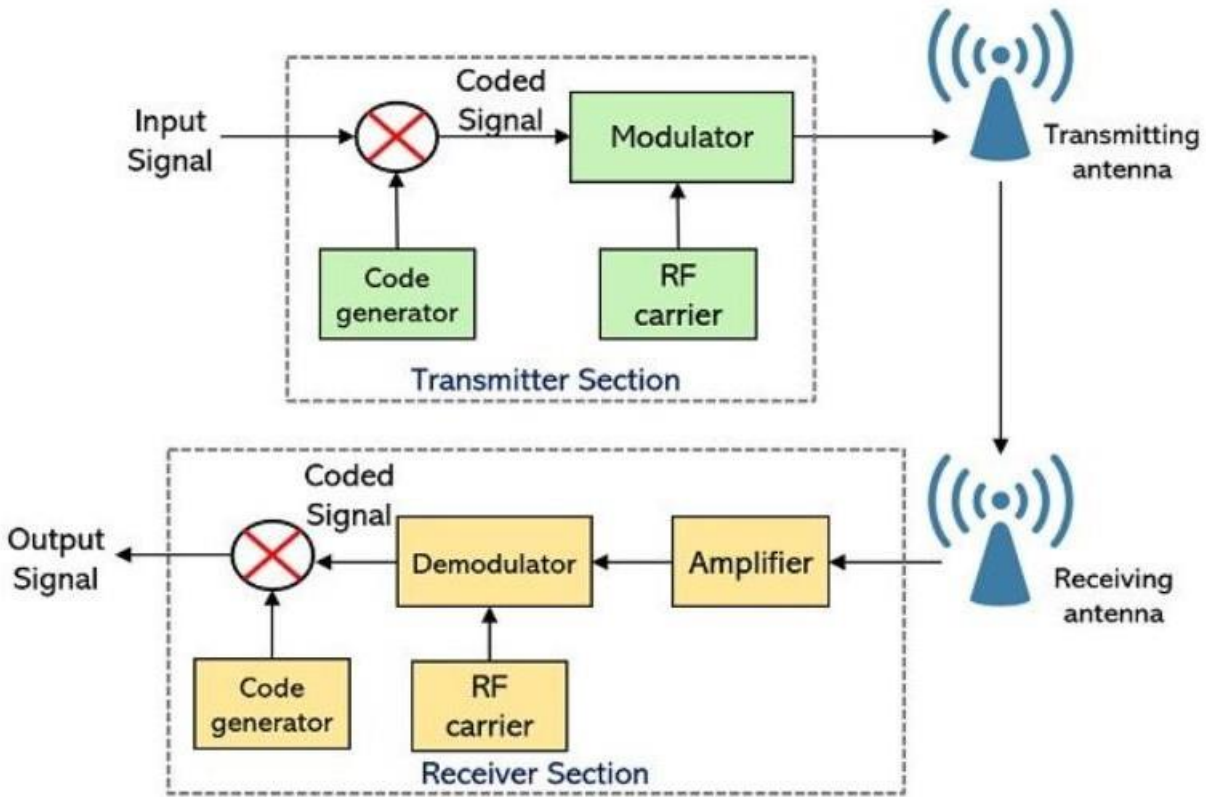 Input
Signal
Coded
Signal
Modulator
Transmitting
antenna
Code
generator
RF
carrier
Transmitter Section
Output
Signal
Coded
Signal
Demodulator
Amplifier
Receiving
antenna
Code
generator
RF
carrier
Receiver Section